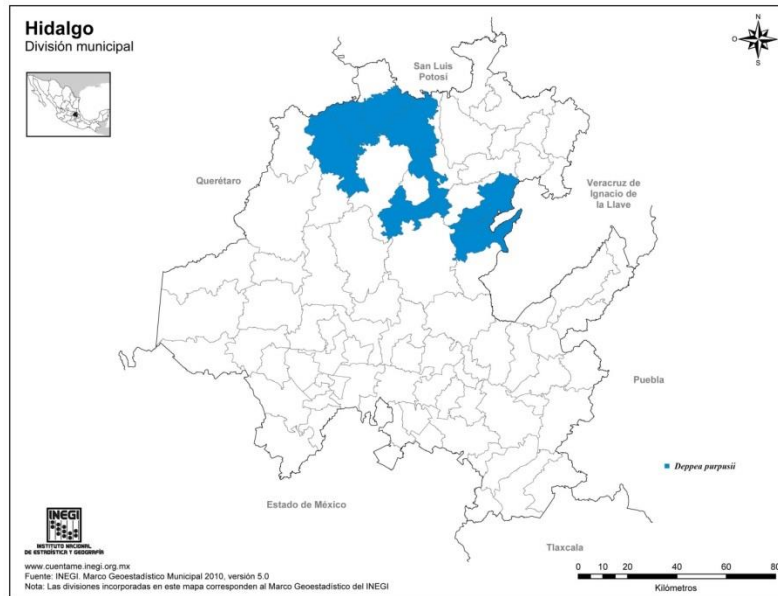 Hidalgo
División municipal
N
O
E
S
San Luis
Potosí
Querétaro
Veracruz de
Ignacio de
la Llave
Puebla
Deppea purpusii
Estado de México
Tlaxcala
INEGI
INSTITUTO NACIONAL
DE ESTADÍSTICA Y GEOGRAFÍA
www.cuentame.inegi.org.mx
Fuente: INEGI. Marco Geoestadístico Municipal 2010, versión 5.0
Nota: Las divisiones incorporadas en este mapa corresponden al Marco Geoestadístico del INEGI
0 10 20 40 60 80
Kilómetros